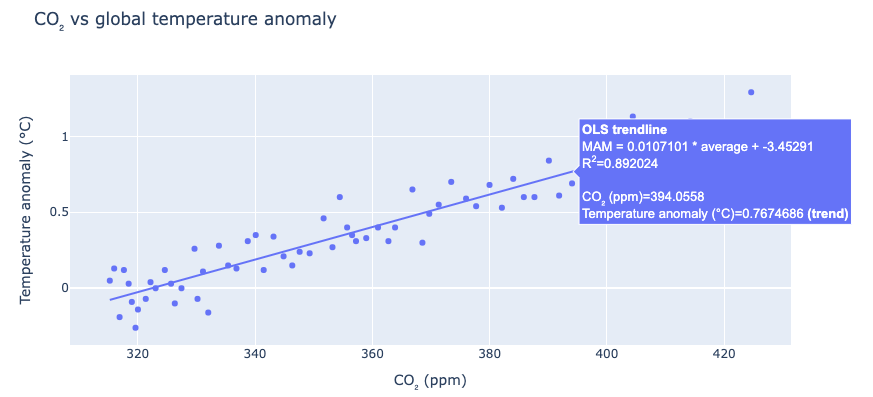 CO₂ vs global temperature anomaly
Temperature anomaly (°C)
1
0.5
0
OLS trendline
MAM = 0.0107101 * average + -3.45291
R²=0.892024
CO₂ (ppm)=394.0558
Temperature anomaly (°C)=0.7674686 (trend)
320 340 360 380 400 420
CO₂ (ppm)